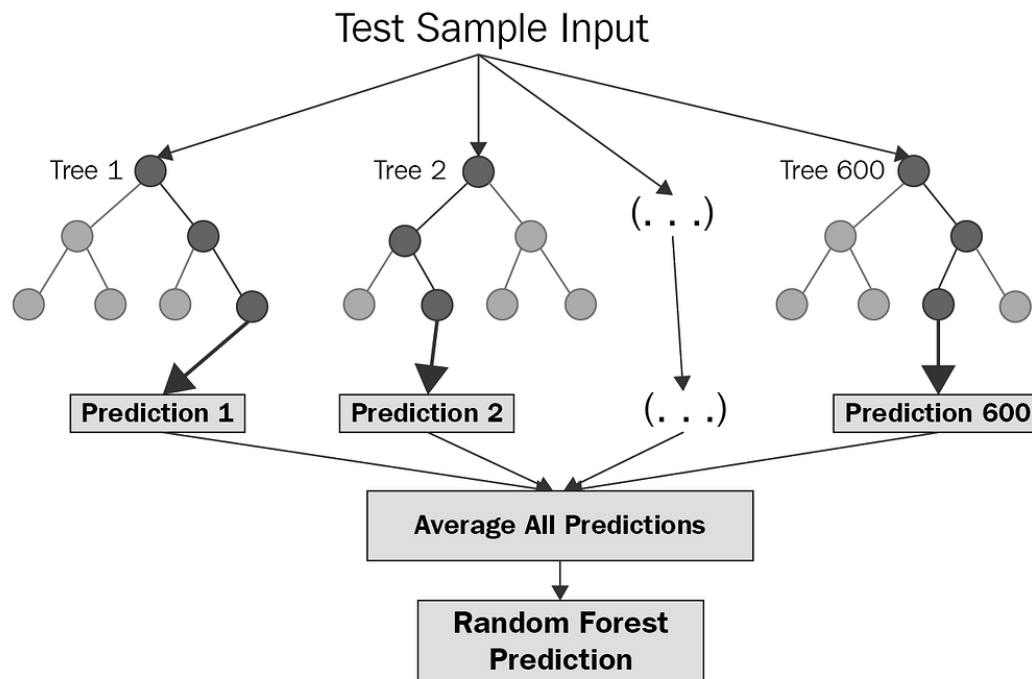 Test Sample Input
Tree 1
Tree 2
(. . .)
Tree 600
Prediction 1
Prediction 2
(. . .)
Prediction 600
Average All Predictions
Random Forest
Prediction